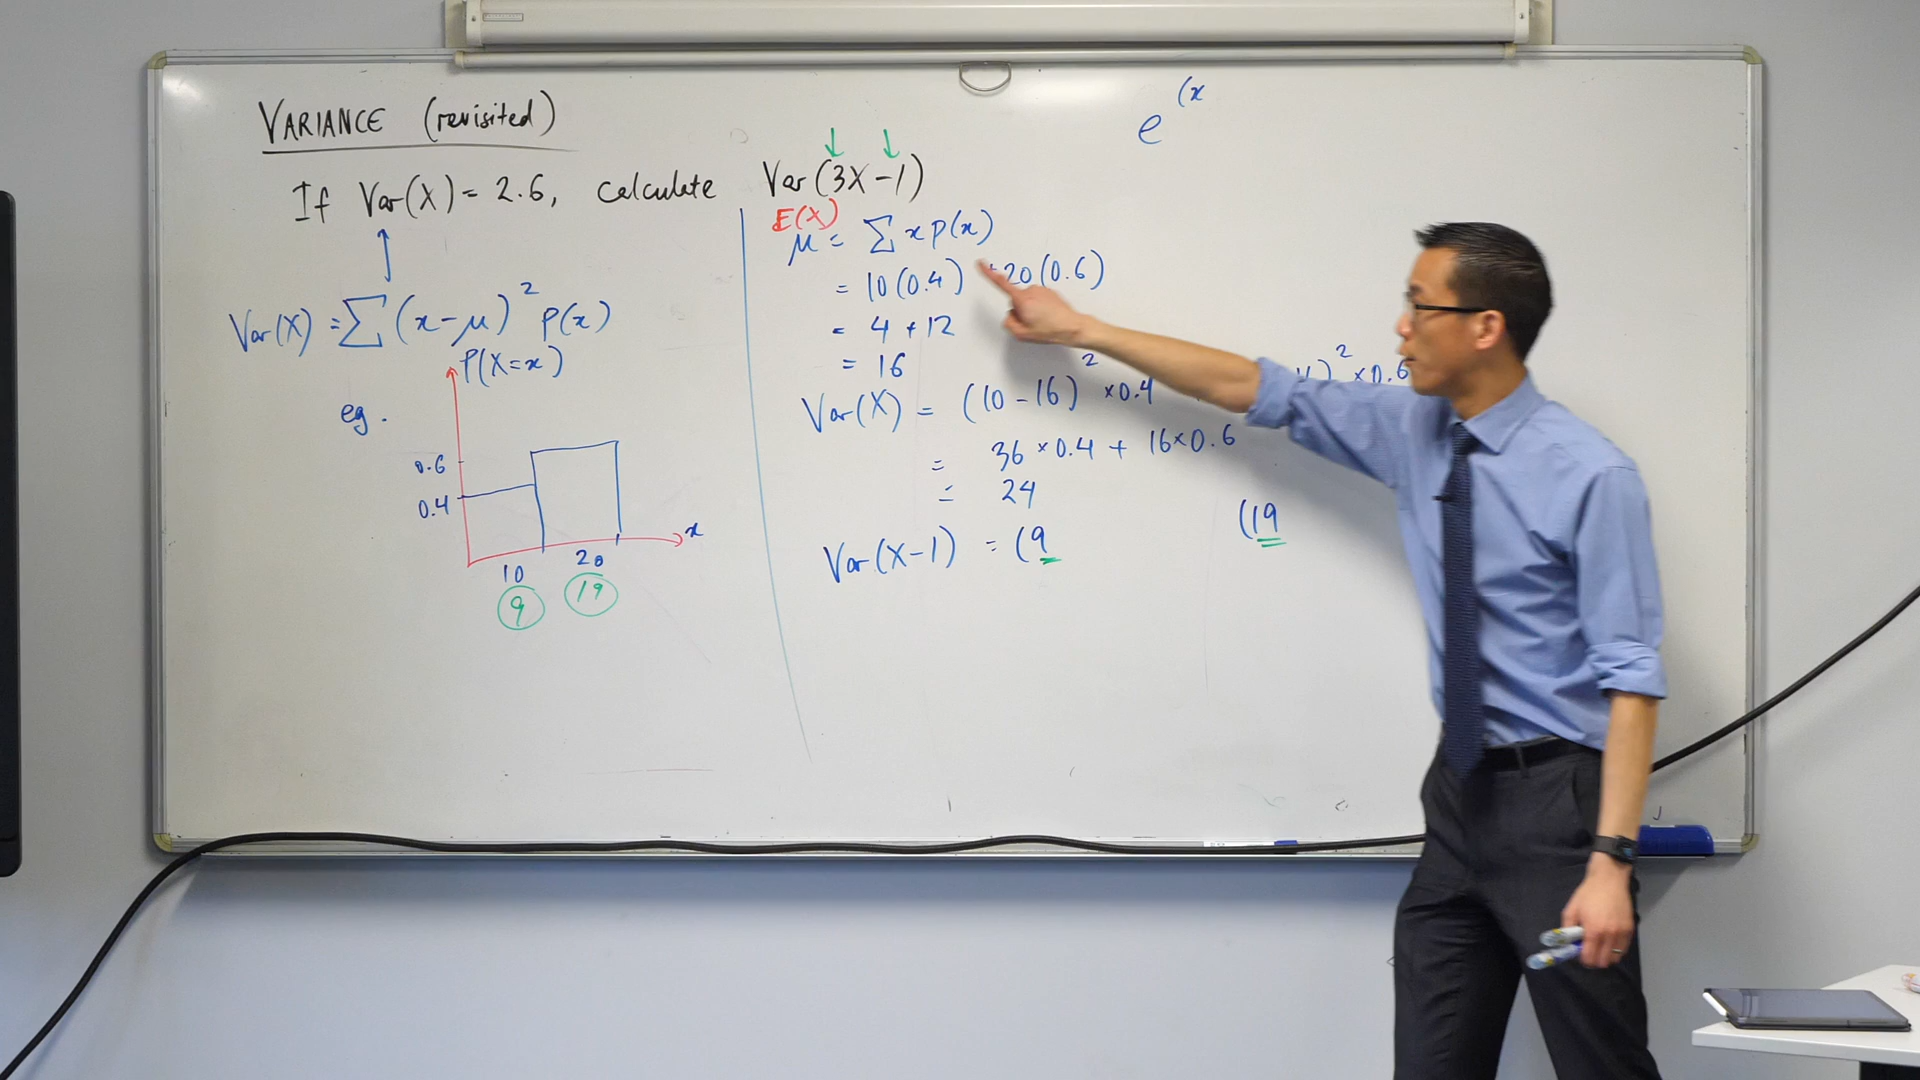 VARIANCE (revisited)
If Var(X) = 2.6, calculate Var(3X-1)
Var(X) = ∑(x-μ)² p(x)
eg.
P(X=x)
0.6
0.4
x
10 20
9 19
E(X)
μ = ∑ x p(x)
= 10(0.4) +20(0.6)
= 4 + 12
= 16
Var(X) = (10-16)² ×0.4 )² ×0.6
= 36×0.4 + 16×0.6
= 24
Var(X-1) = (9 (19
e^(x